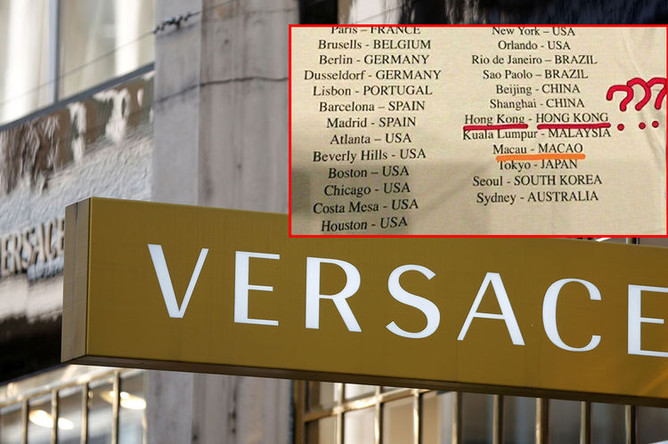 Paris – FRANCE
Brusells - BELGIUM
Berlin - GERMANY
Dusseldorf - GERMANY
Lisbon - PORTUGAL
Barcelona – SPAIN
Madrid - SPAIN
Atlanta – USA
Beverly Hills - USA
Boston – USA
Chicago - USA
Costa Mesa - USA
Houston - USA
New York - USA
Orlando - USA
Rio de Janeiro – BRAZIL
Sao Paolo – BRAZIL
Beijing - CHINA
Shanghai - CHINA
Hong Kong - HONG KONG
Kuala Lumpur - MALAYSIA
Macau - MACAO
Tokyo - JAPAN
Seoul - SOUTH KOREA
Sydney - AUSTRALIA
???
...
VERSACE
VERSACE